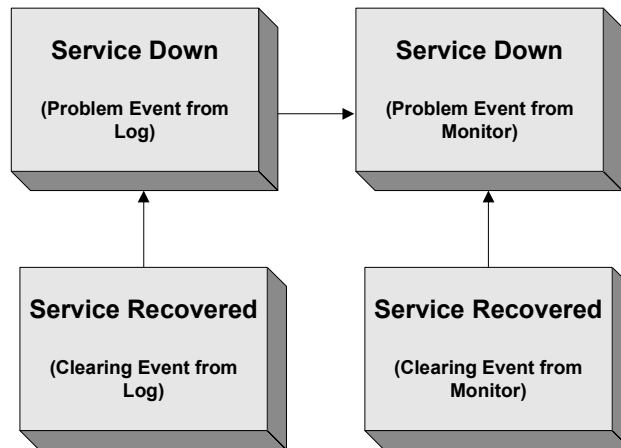 Service Down
(Problem Event from
Log)
Service Down
(Problem Event from
Monitor)
Service Recovered
(Clearing Event from
Log)
Service Recovered
(Clearing Event from
Monitor)